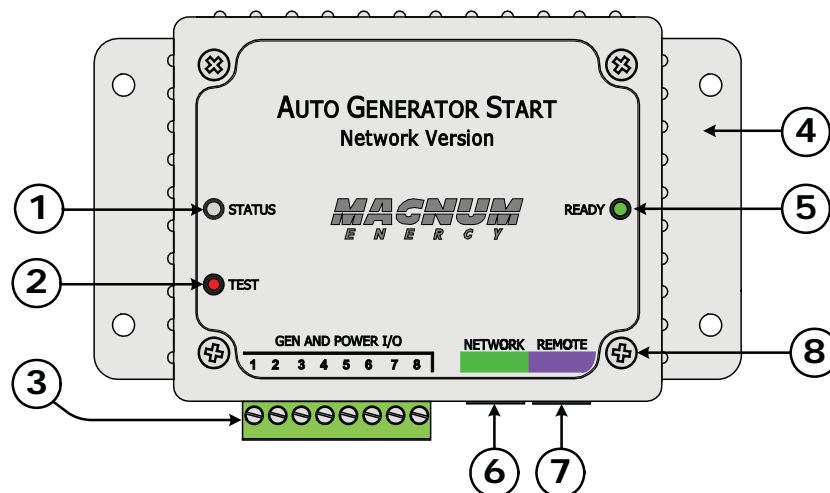 AUTO GENERATOR START
Network Version
1
STATUS
MAGNUM
ENERGY
READY
5
4
2
TEST
GEN AND POWER I/O
1 2 3 4 5 6 7 8
NETWORK REMOTE
8
3
6
7